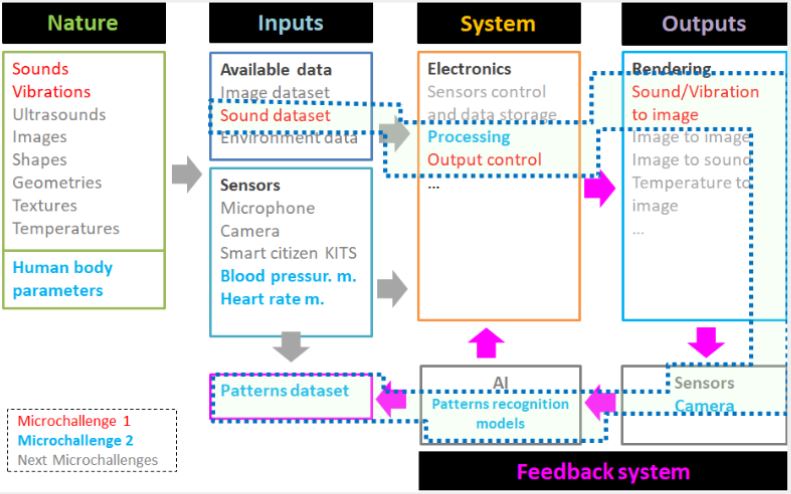 Nature
Inputs
System
Outputs
Sounds
Vibrations
Ultrasounds
Images
Shapes
Geometries
Textures
Temperatures
Human body
parameters
Available data
Image dataset
Sound dataset
Environment data
Sensors
Microphone
Camera
Smart citizen KITS
Blood pressur. m.
Heart rate m.
Patterns dataset
Electronics
Sensors control
and data storage
Processing
Output control
...
AI
Patterns recognition
models
Rendering
Sound/Vibration
to image
Image to image
Image to sound
Temperature to
image
...
Sensors
Camera
Microchallenge 1
Microchallenge 2
Next Microchallenges
Feedback system